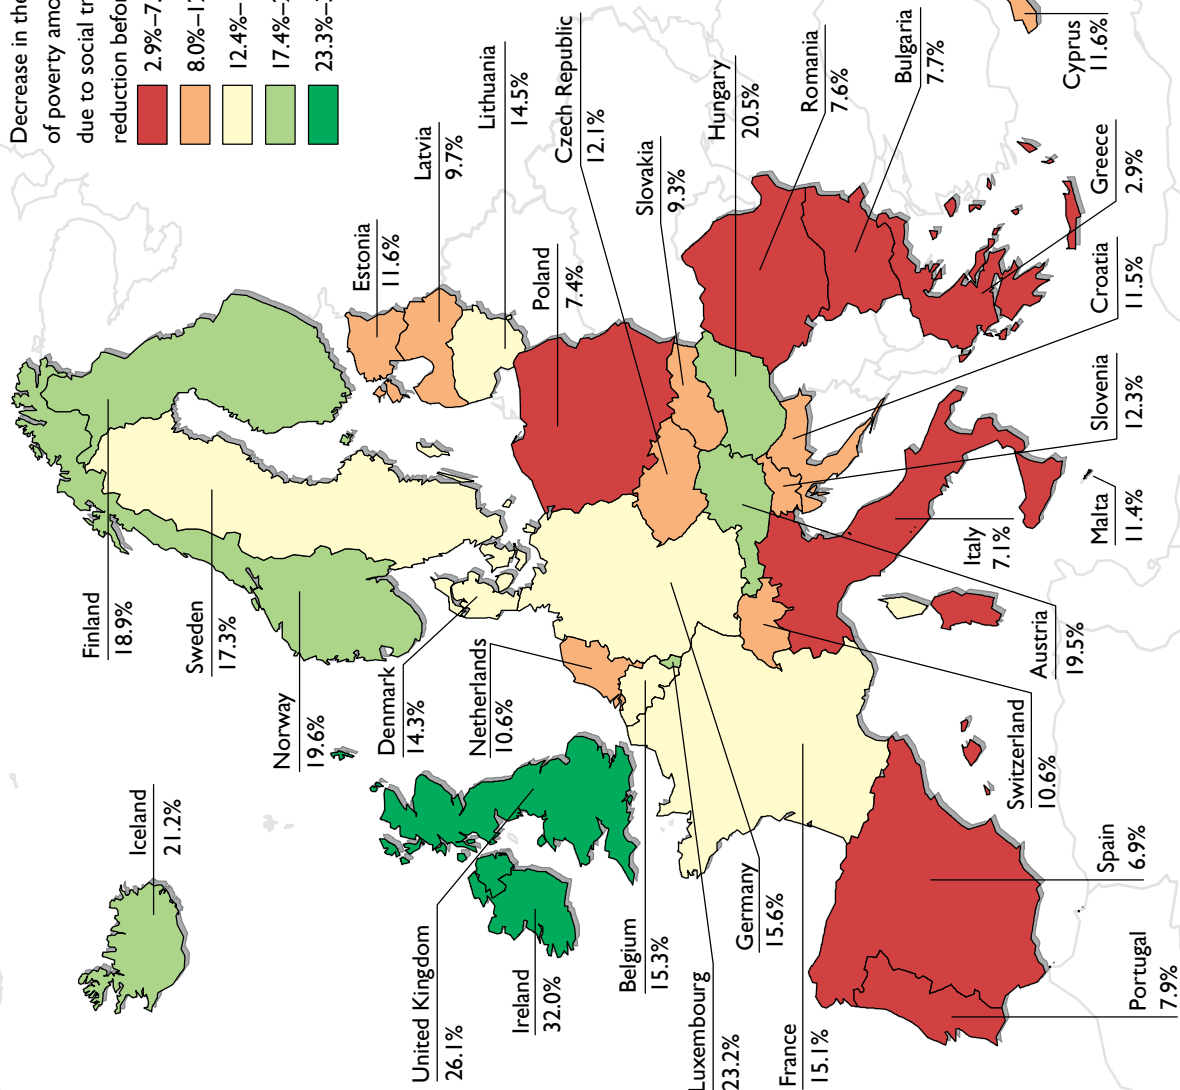 Decrease in the
of poverty amo
due to social tr
reduction before
2.9%–7.
8.0%–1
12.4%–
17.4%–
23.3%–
Iceland
21.2%
Norway
19.6%
Sweden
17.3%
Finland
18.9%
Estonia
11.6%
Latvia
9.7%
Lithuania
14.5%
Denmark
14.3%
Netherlands
10.6%
United Kingdom
26.1%
Ireland
32.0%
Belgium
15.3%
Luxembourg
23.2%
Germany
15.6%
France
15.1%
Poland
7.4%
Czech Republic
12.1%
Slovakia
9.3%
Hungary
20.5%
Romania
7.6%
Bulgaria
7.7%
Cyprus
11.6%
Greece
2.9%
Croatia
11.5%
Slovenia
12.3%
Malta
11.4%
Italy
7.1%
Austria
19.5%
Switzerland
10.6%
Spain
6.9%
Portugal
7.9%